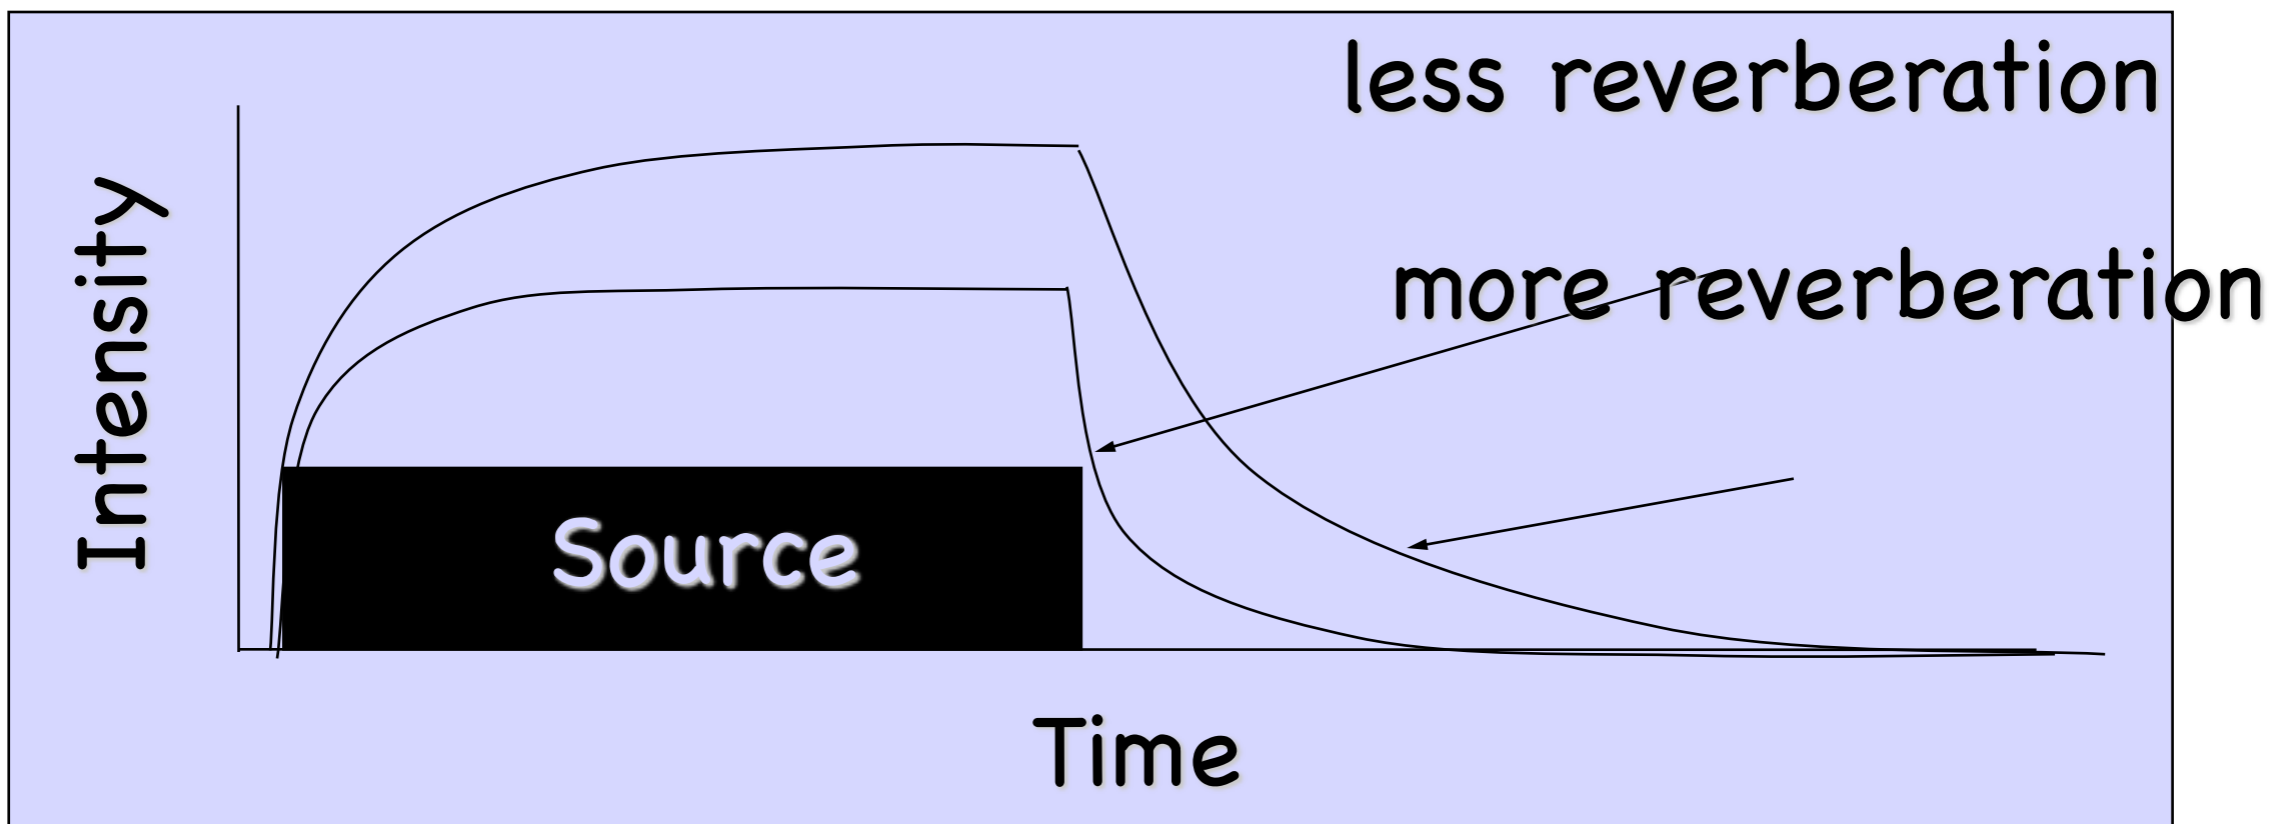 less reverberation
more reverberation
Intensity
Source
Time